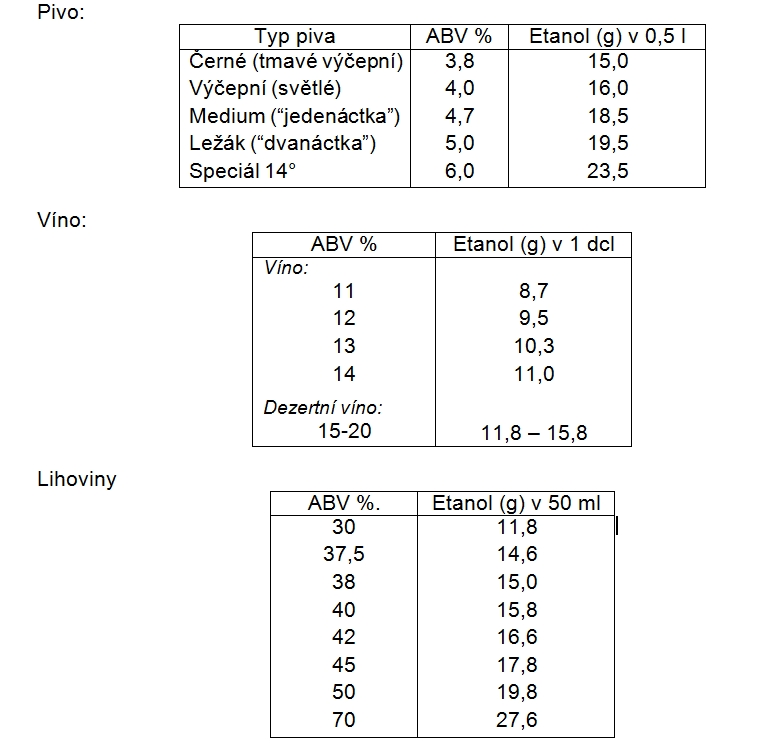 Pivo:
Typ piva ABV % Etanol (g) v 0,5 l
Černé (tmavé výčepní) 3,8 15,0
Výčepní (světlé) 4,0 16,0
Medium (“jedenáctka”) 4,7 18,5
Ležák (“dvanáctka”) 5,0 19,5
Speciál 14° 6,0 23,5
Víno:
ABV % Etanol (g) v 1 dcl
Víno:
11 8,7
12 9,5
13 10,3
14 11,0
Dezertní víno:
15-20 11,8 – 15,8
Lihoviny
ABV %. Etanol (g) v 50 ml
30 11,8
37,5 14,6
38 15,0
40 15,8
42 16,6
45 17,8
50 19,8
70 27,6